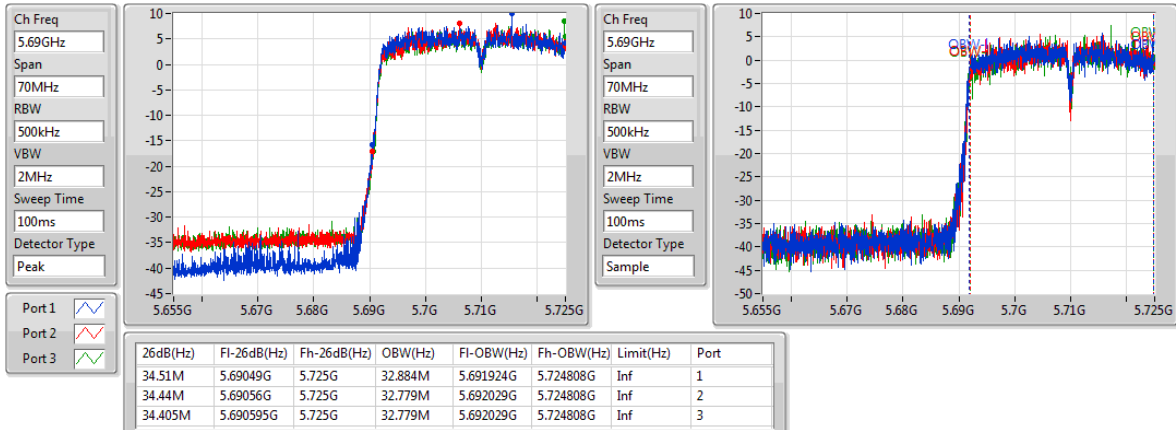 Ch Freq
5.69GHz
Span
70MHz
RBW
500kHz
VBW
2MHz
Sweep Time
100ms
Detector Type
Peak
10
5
0
-5
-10
-15
-20
-25
-30
-35
-40
-45
5.655G 5.67G 5.68G 5.69G 5.7G 5.71G 5.725G
Ch Freq
5.69GHz
Span
70MHz
RBW
500kHz
VBW
2MHz
Sweep Time
100ms
Detector Type
Sample
10
5
0
-5
-10
-15
-20
-25
-30
-35
-40
-45
-50
5.655G 5.67G 5.68G 5.69G 5.7G 5.71G 5.725G
OBW
OBW
Port 1
Port 2
Port 3
26dB(Hz) Fl-26dB(Hz) Fh-26dB(Hz) OBW(Hz) Fl-OBW(Hz) Fh-OBW(Hz) Limit(Hz) Port
34.51M 5.69049G 5.725G 32.884M 5.691924G 5.724808G Inf 1
34.44M 5.69056G 5.725G 32.779M 5.692029G 5.724808G Inf 2
34.405M 5.690595G 5.725G 32.779M 5.692029G 5.724808G Inf 3